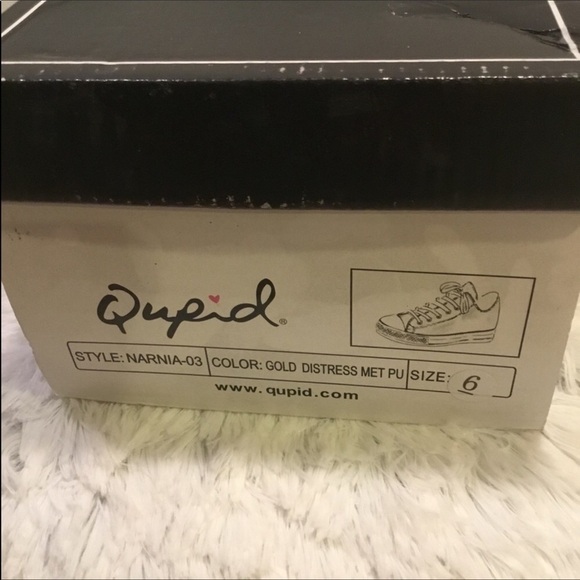 Qupid®
STYLE: NARNIA-03 COLOR: GOLD DISTRESS MET PU SIZE: 6
www.qupid.com